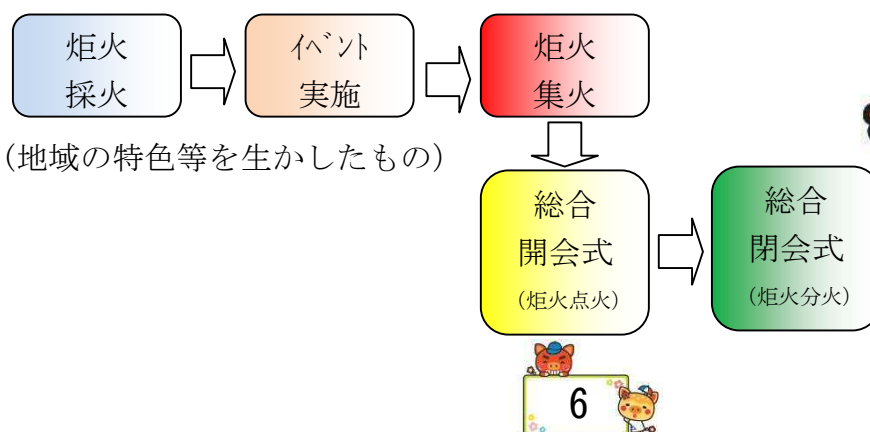 炬火
採火
ｲﾍﾞﾝﾄ
実施
炬火
集火
(地域の特色等を生かしたもの)
総合
開会式
(炬火点火)
総合
閉会式
(炬火分火)
6